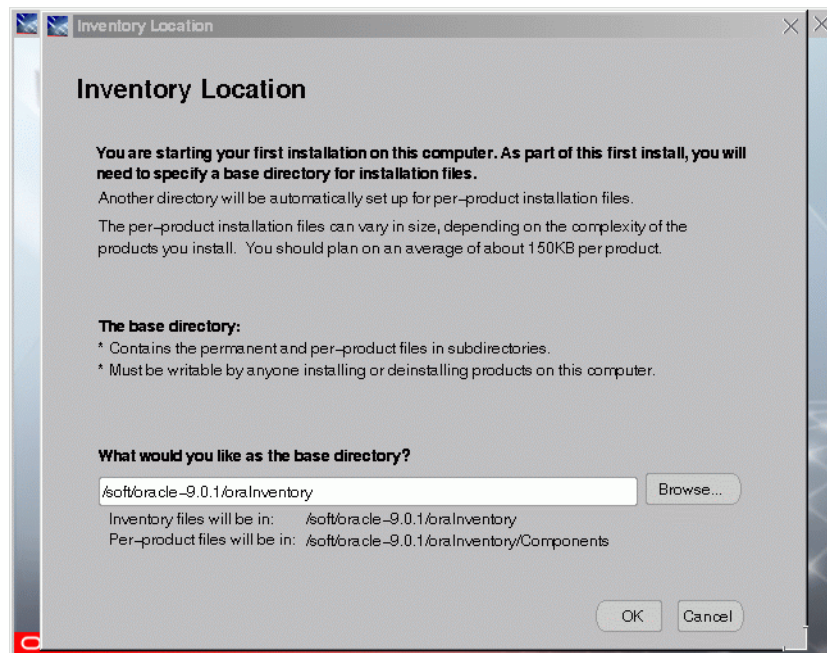 Inventory Location
Inventory Location
You are starting your first installation on this computer. As part of this first install, you will
need to specify a base directory for installation files.
Another directory will be automatically set up for per-product installation files.
The per-product installation files can vary in size, depending on the complexity of the
products you install. You should plan on an average of about 150KB per product.
The base directory:
* Contains the permanent and per-product files in subdirectories.
* Must be writable by anyone installing or deinstalling products on this computer.
What would you like as the base directory?
/soft/oracle-9.0.1/oraInventory
Browse...
Inventory files will be in: /soft/oracle-9.0.1/oraInventory
Per-product files will be in: /soft/oracle-9.0.1/oraInventory/Components
OK Cancel